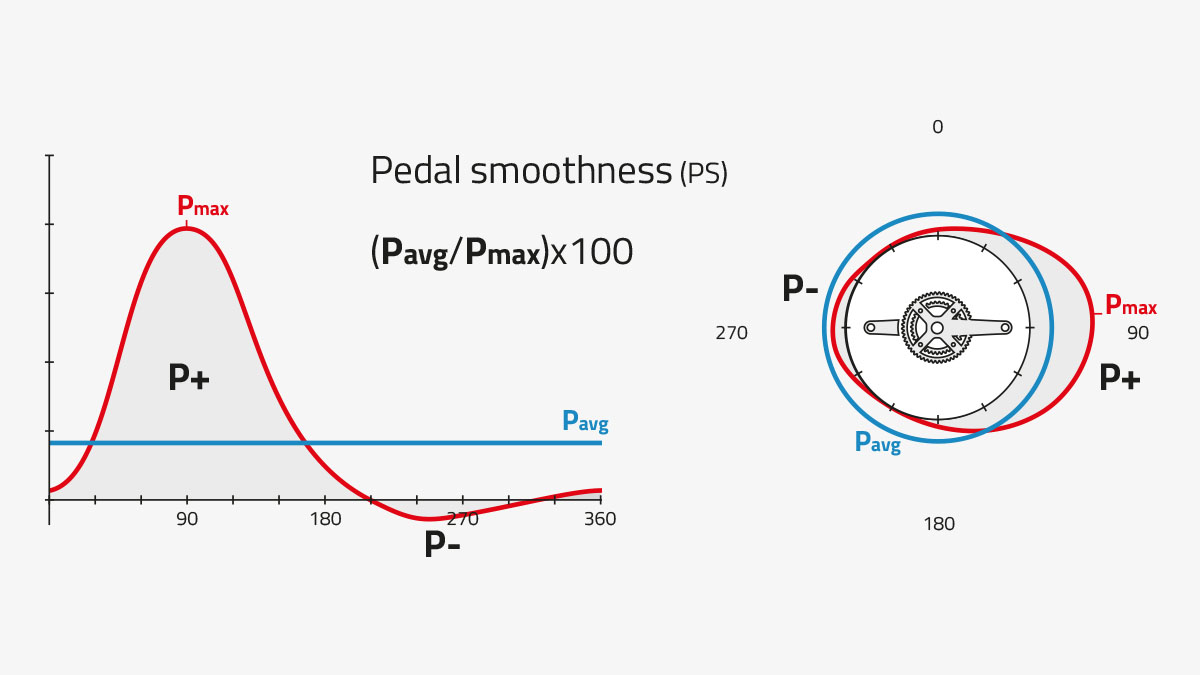 Pedal smoothness (PS)
(Pavg/Pmax)x100
Pmax
P+
Pavg
90 180 270 360
P-
0
P-
Pmax
270
90
P+
Pavg
180